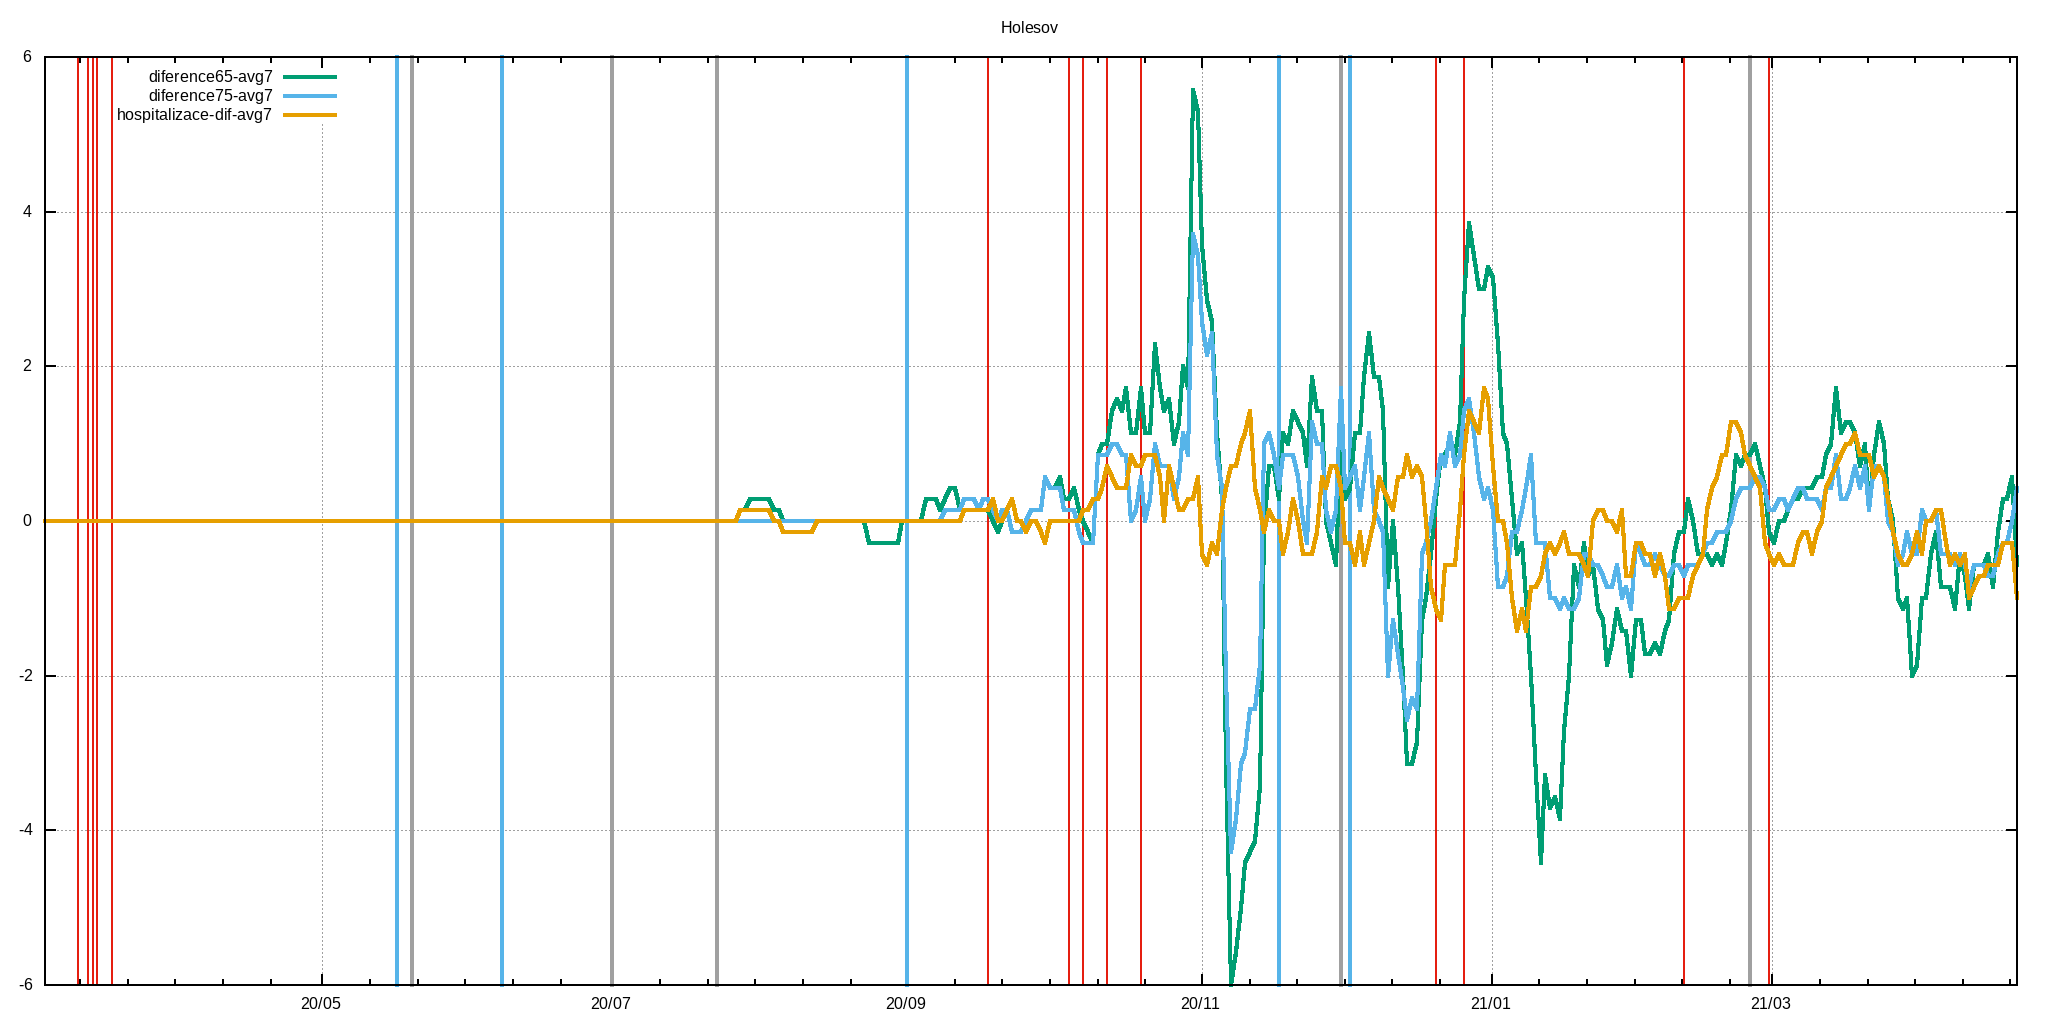 Holesov
diference65-avg7
diference75-avg7
hospitalizace-dif-avg7
6
4
2
0
-2
-4
-6
20/05 20/07 20/09 20/11 21/01 21/03